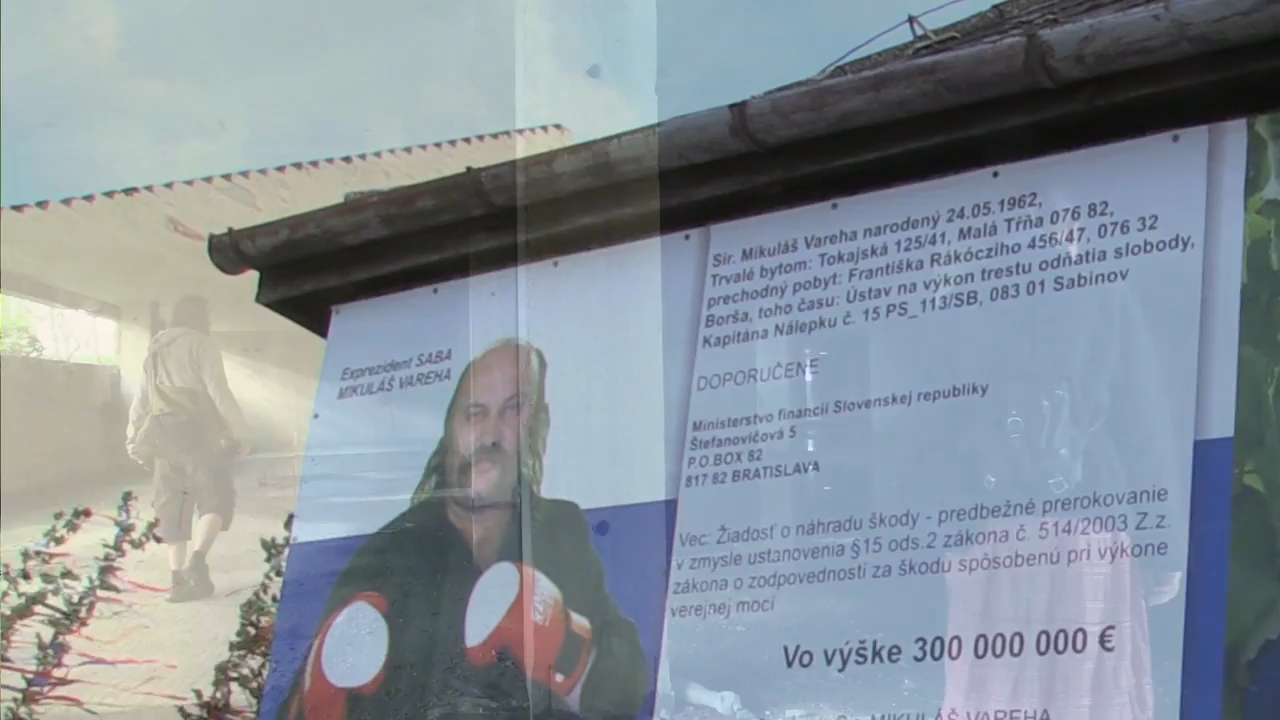 Exprezident SABA
MIKULÁŠ VAREHA
Sir. Mikuláš Vareha narodený 24.05.1962,
Trvalé bytom: Tokajská 125/41, Malá Tŕňa 076 82,
prechodný pobyt: Františka Rákócziho 456/47, 076 32
Borša, toho času: Ústav na výkon trestu odňatia slobody,
Kapitána Nálepku č. 15 PS_113/SB, 083 01 Sabinov
DOPORUČENE
Ministerstvo financií Slovenskej republiky
Štefanovičová 5
P.O.BOX 82
817 82 BRATISLAVA
Vec: Žiadosť o náhradu škody - predbežné prerokovanie
v zmysle ustanovenia §15 ods.2 zákona č. 514/2003 Z.z.
zákona o zodpovednosti za škodu spôsobenú pri výkone
verejnej moci
Vo výške 300 000 000 €
MIKULÁŠ VAREHA